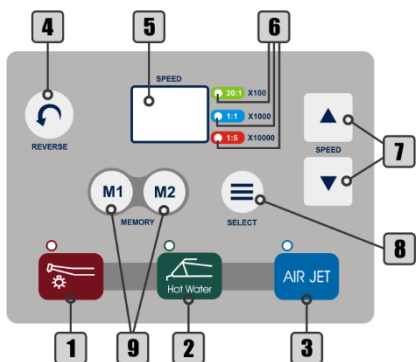 4
5
6
SPEED
20:1 X100
1:1 X1000
1:5 X10000
REVERSE
SPEED
7
M1 M2
MEMORY
SELECT
8
Hot Water
AIR JET
1
9
2
3